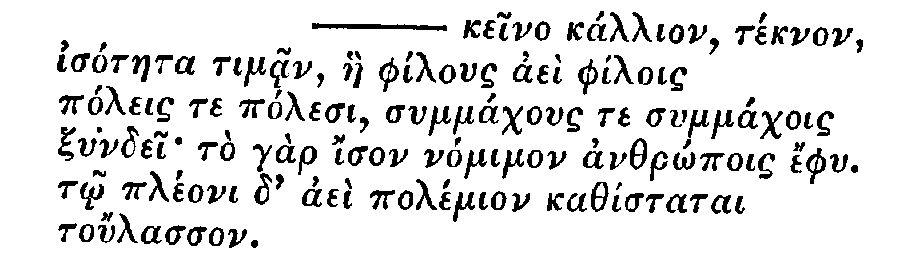 ——— κεῖνο κάλλιον, τέκνον,
ἰσότητα τιμᾷν, ἣ φίλους ἀεὶ φίλοις
πόλεις τε πόλεσι, συμμάχους τε συμμάχοις
ξυνδεῖ· τὸ γὰρ ἴσον νόμιμον ἀνθρώποις ἔφυ.
τῷ πλέονι δ’ ἀεὶ πολέμιον καθίσταται
τοὔλασσον.